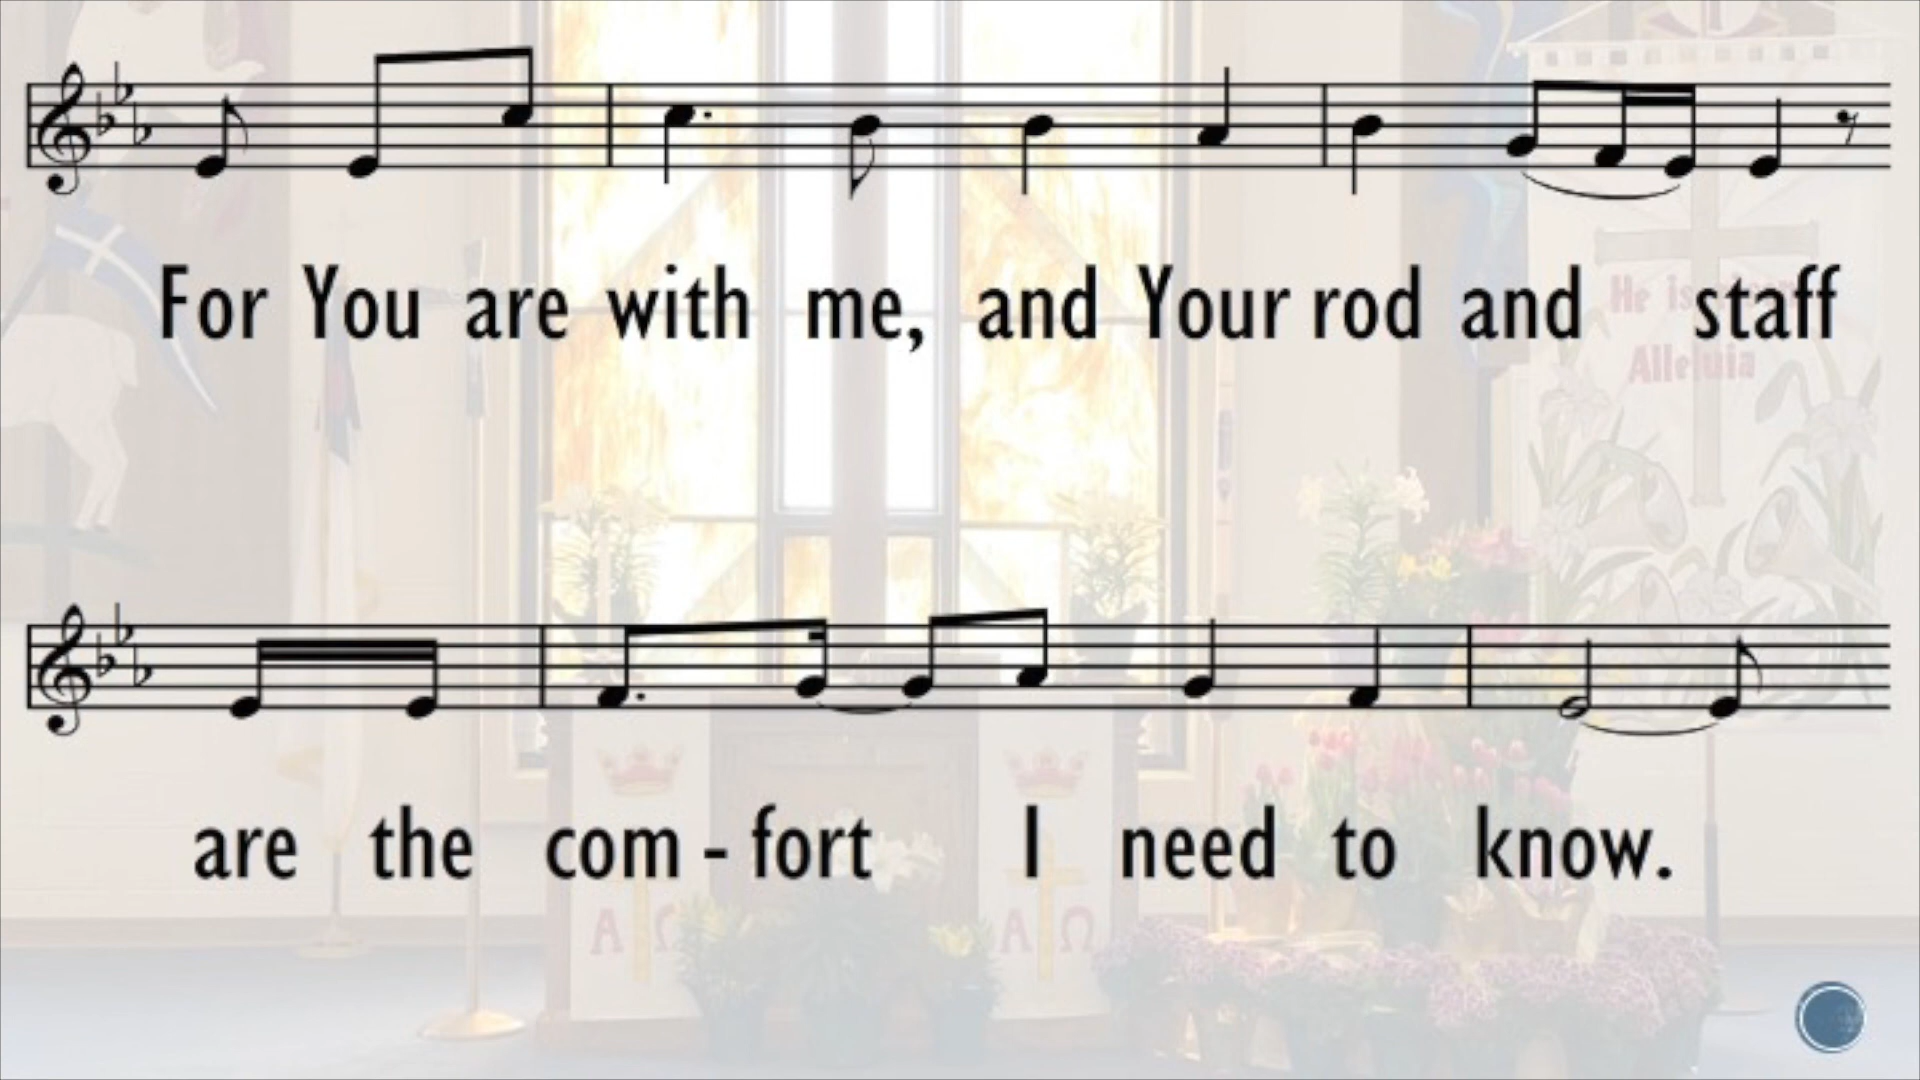 For You are with me, and Your rod and staff
He is
Alleluia
are the com - fort I need to know.
Α Ω
Α Ω